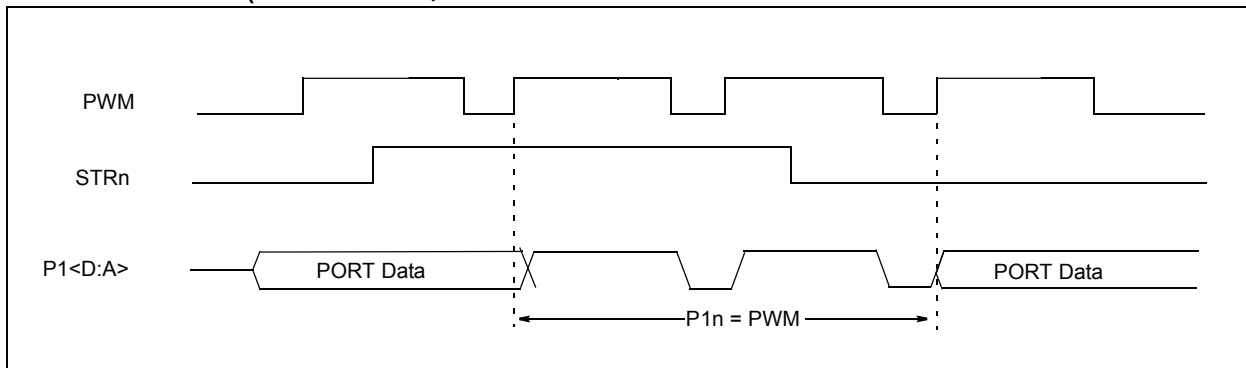 PWM
STRn
P1<D:A>
PORT Data
PORT Data
P1n = PWM